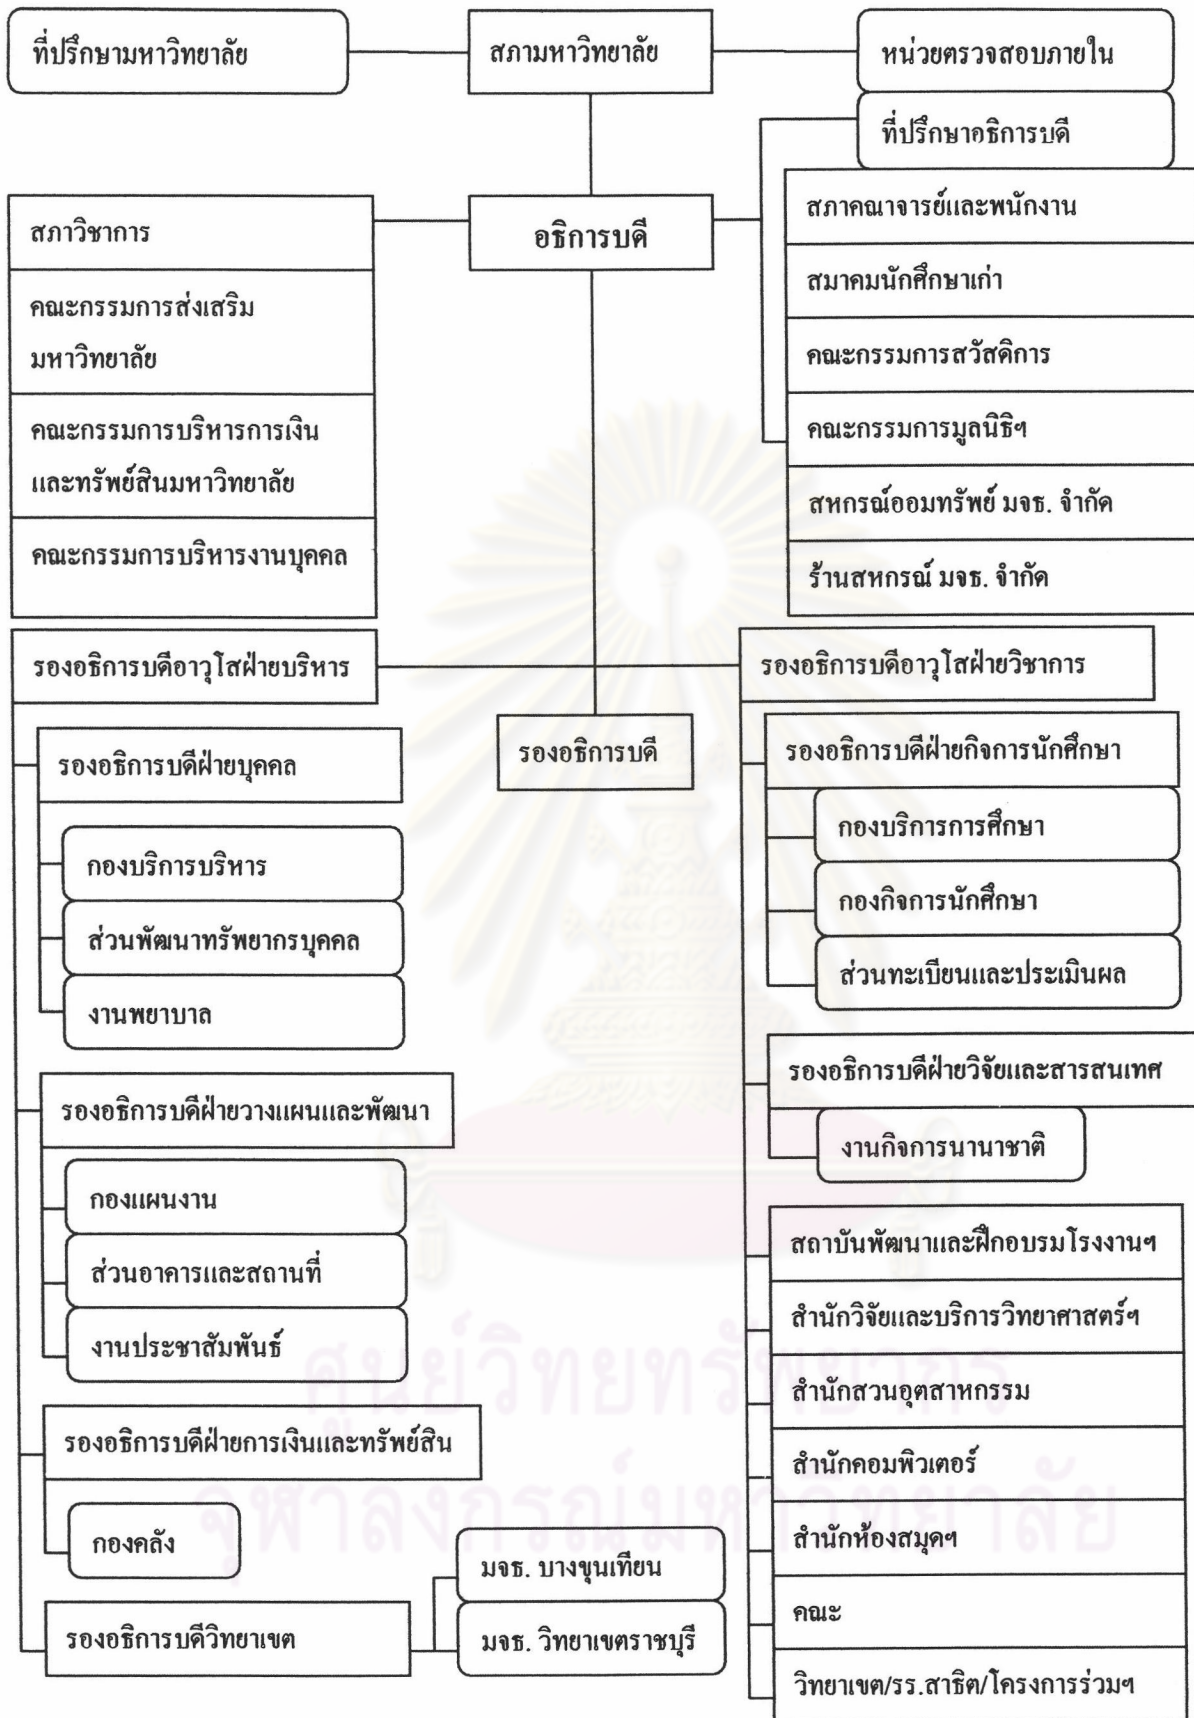 ที่ปรึกษามหาวิทยาลัย
สภามหาวิทยาลัย
หน่วยตรวจสอบภายใน
ที่ปรึกษาอธิการบดี
อธิการบดี
สภาวิชาการ
คณะกรรมการส่งเสริม
มหาวิทยาลัย
คณะกรรมการบริหารการเงิน
และทรัพย์สินมหาวิทยาลัย
คณะกรรมการบริหารงานบุคคล
สภาคณาจารย์และพนักงาน
สมาคมนักศึกษาเก่า
คณะกรรมการสวัสดิการ
คณะกรรมการมูลนิธิฯ
สหกรณ์ออมทรัพย์ มจธ. จำกัด
ร้านสหกรณ์ มจธ. จำกัด
รองอธิการบดีอาวุโสฝ่ายบริหาร
รองอธิการบดีอาวุโสฝ่ายวิชาการ
รองอธิการบดี
รองอธิการบดีฝ่ายบุคคล
กองบริการบริหาร
ส่วนพัฒนาทรัพยากรบุคคล
งานพยาบาล
รองอธิการบดีฝ่ายวางแผนและพัฒนา
กองแผนงาน
ส่วนอาคารและสถานที่
งานประชาสัมพันธ์
รองอธิการบดีฝ่ายการเงินและทรัพย์สิน
กองคลัง
รองอธิการบดีวิทยาเขต
มจธ. บางขุนเทียน
มจธ. วิทยาเขตราชบุรี
รองอธิการบดีฝ่ายกิจการนักศึกษา
กองบริการการศึกษา
กองกิจการนักศึกษา
ส่วนทะเบียนและประเมินผล
รองอธิการบดีฝ่ายวิจัยและสารสนเทศ
งานกิจการนานาชาติ
สถาบันพัฒนาและฝึกอบรมโรงงานฯ
สำนักวิจัยและบริการวิทยาศาสตร์ฯ
สำนักสวนอุตสาหกรรม
สำนักคอมพิวเตอร์
สำนักห้องสมุดฯ
คณะ
วิทยาเขต/รร.สาธิต/โครงการร่วมฯ
ศูนย์วิทยทรัพยากร
จุฬาลงกรณ์มหาวิทยาลัย